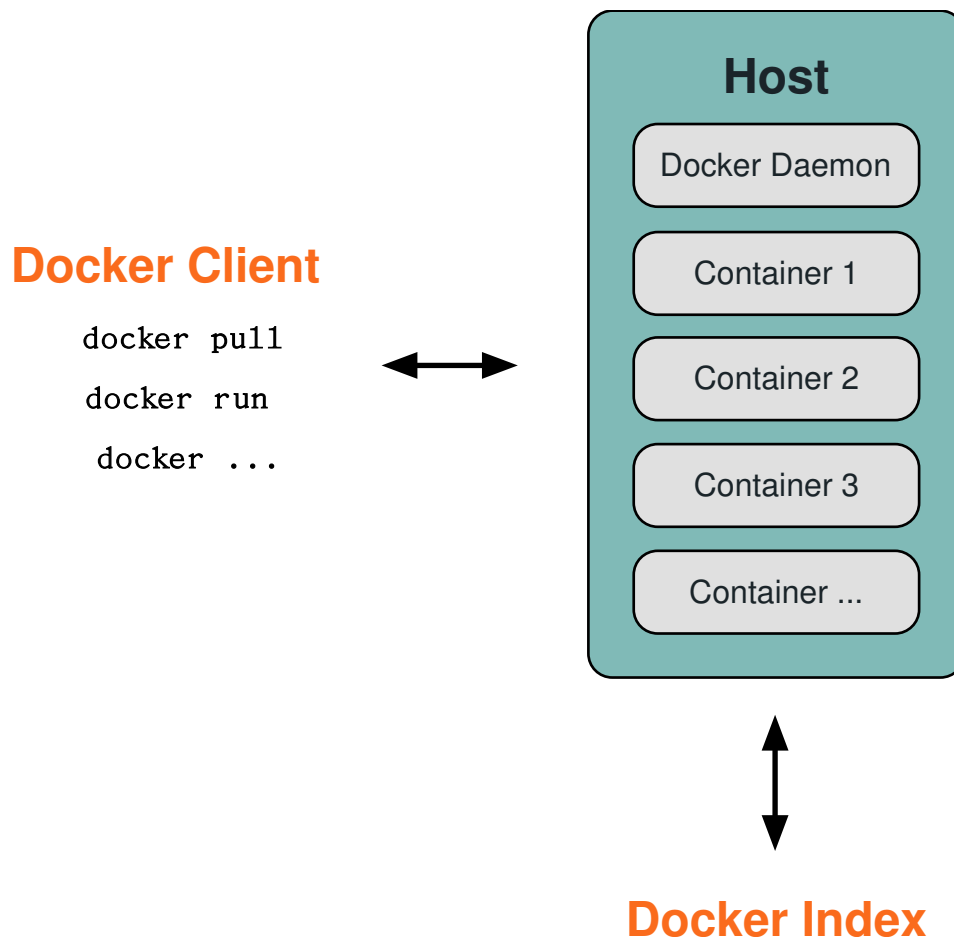 Host
Docker Daemon
Container 1
Container 2
Container 3
Container ...
Docker Client
docker pull
docker run
docker ...
Docker Index